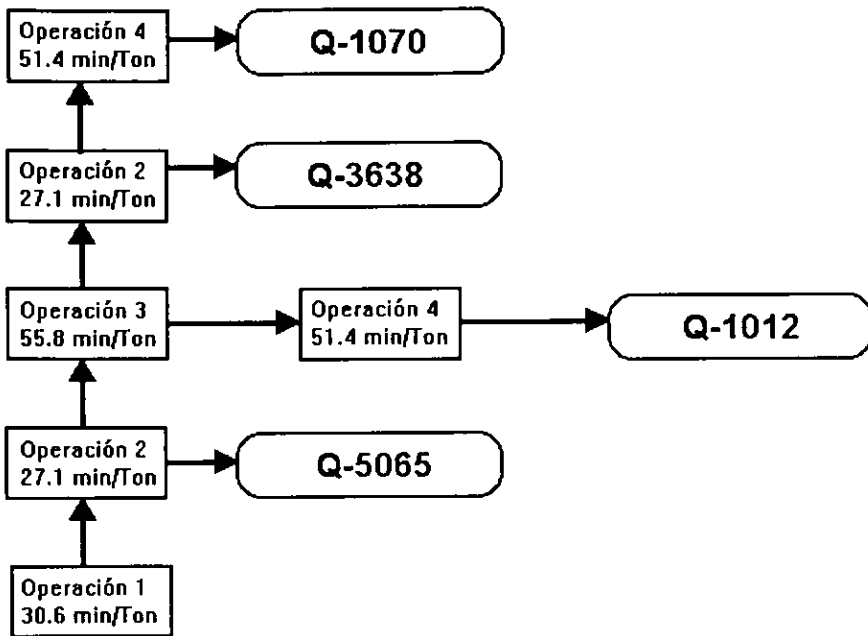 Operación 4
51.4 min/Ton
Q-1070
Operación 2
27.1 min/Ton
Q-3638
Operación 3
55.8 min/Ton
Operación 4
51.4 min/Ton
Q-1012
Operación 2
27.1 min/Ton
Q-5065
Operación 1
30.6 min/Ton